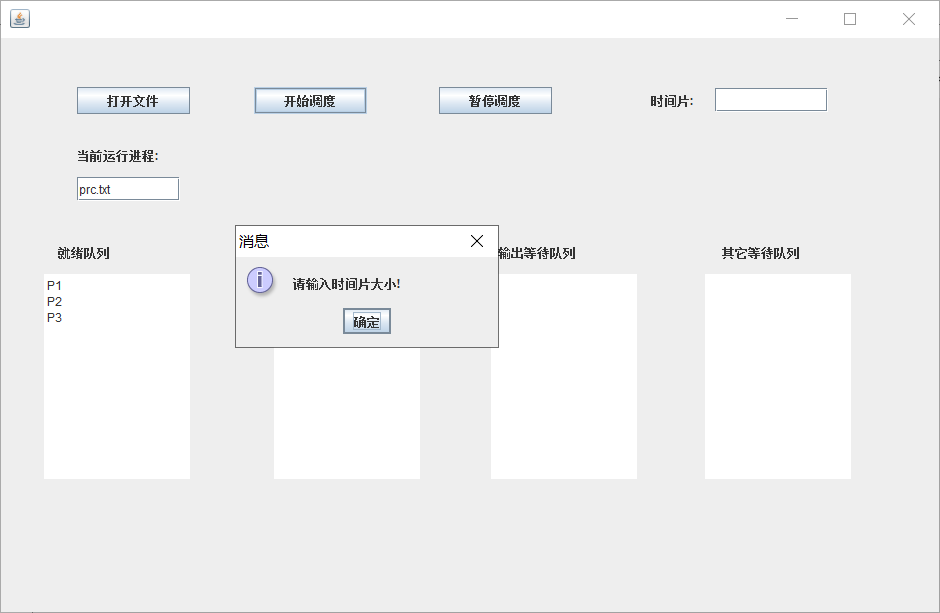 打开文件
开始调度
暂停调度
时间片:
当前运行进程:
prc.txt
消息
请输入时间片大小!
确定
就绪队列
输出等待队列
其它等待队列
P1
P2
P3